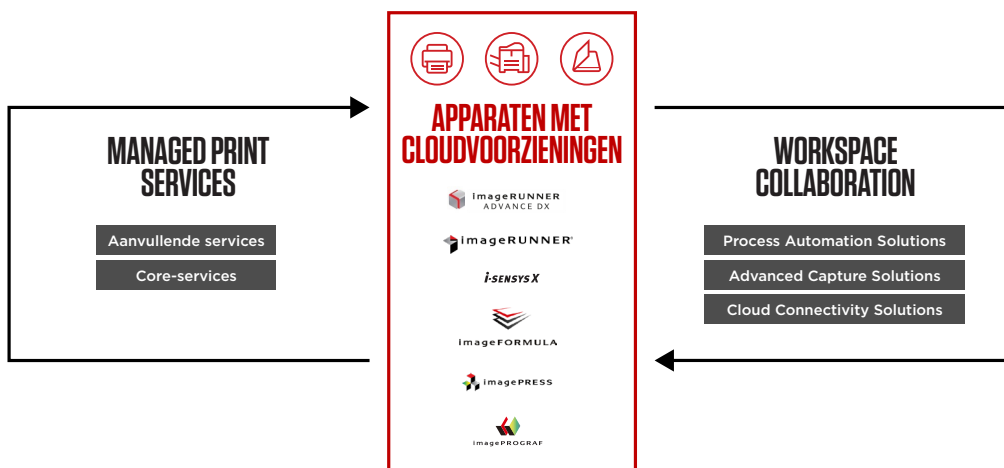 MANAGED PRINT
SERVICES
Aanvullende services
Core-services
APPARATEN MET
CLOUDVOORZIENINGEN
imageRUNNER
ADVANCE DX
imageRUNNER®
i-SENSYS X
imageFORMULA
imagePRESS
imagePROGRAF
WORKSPACE
COLLABORATION
Process Automation Solutions
Advanced Capture Solutions
Cloud Connectivity Solutions